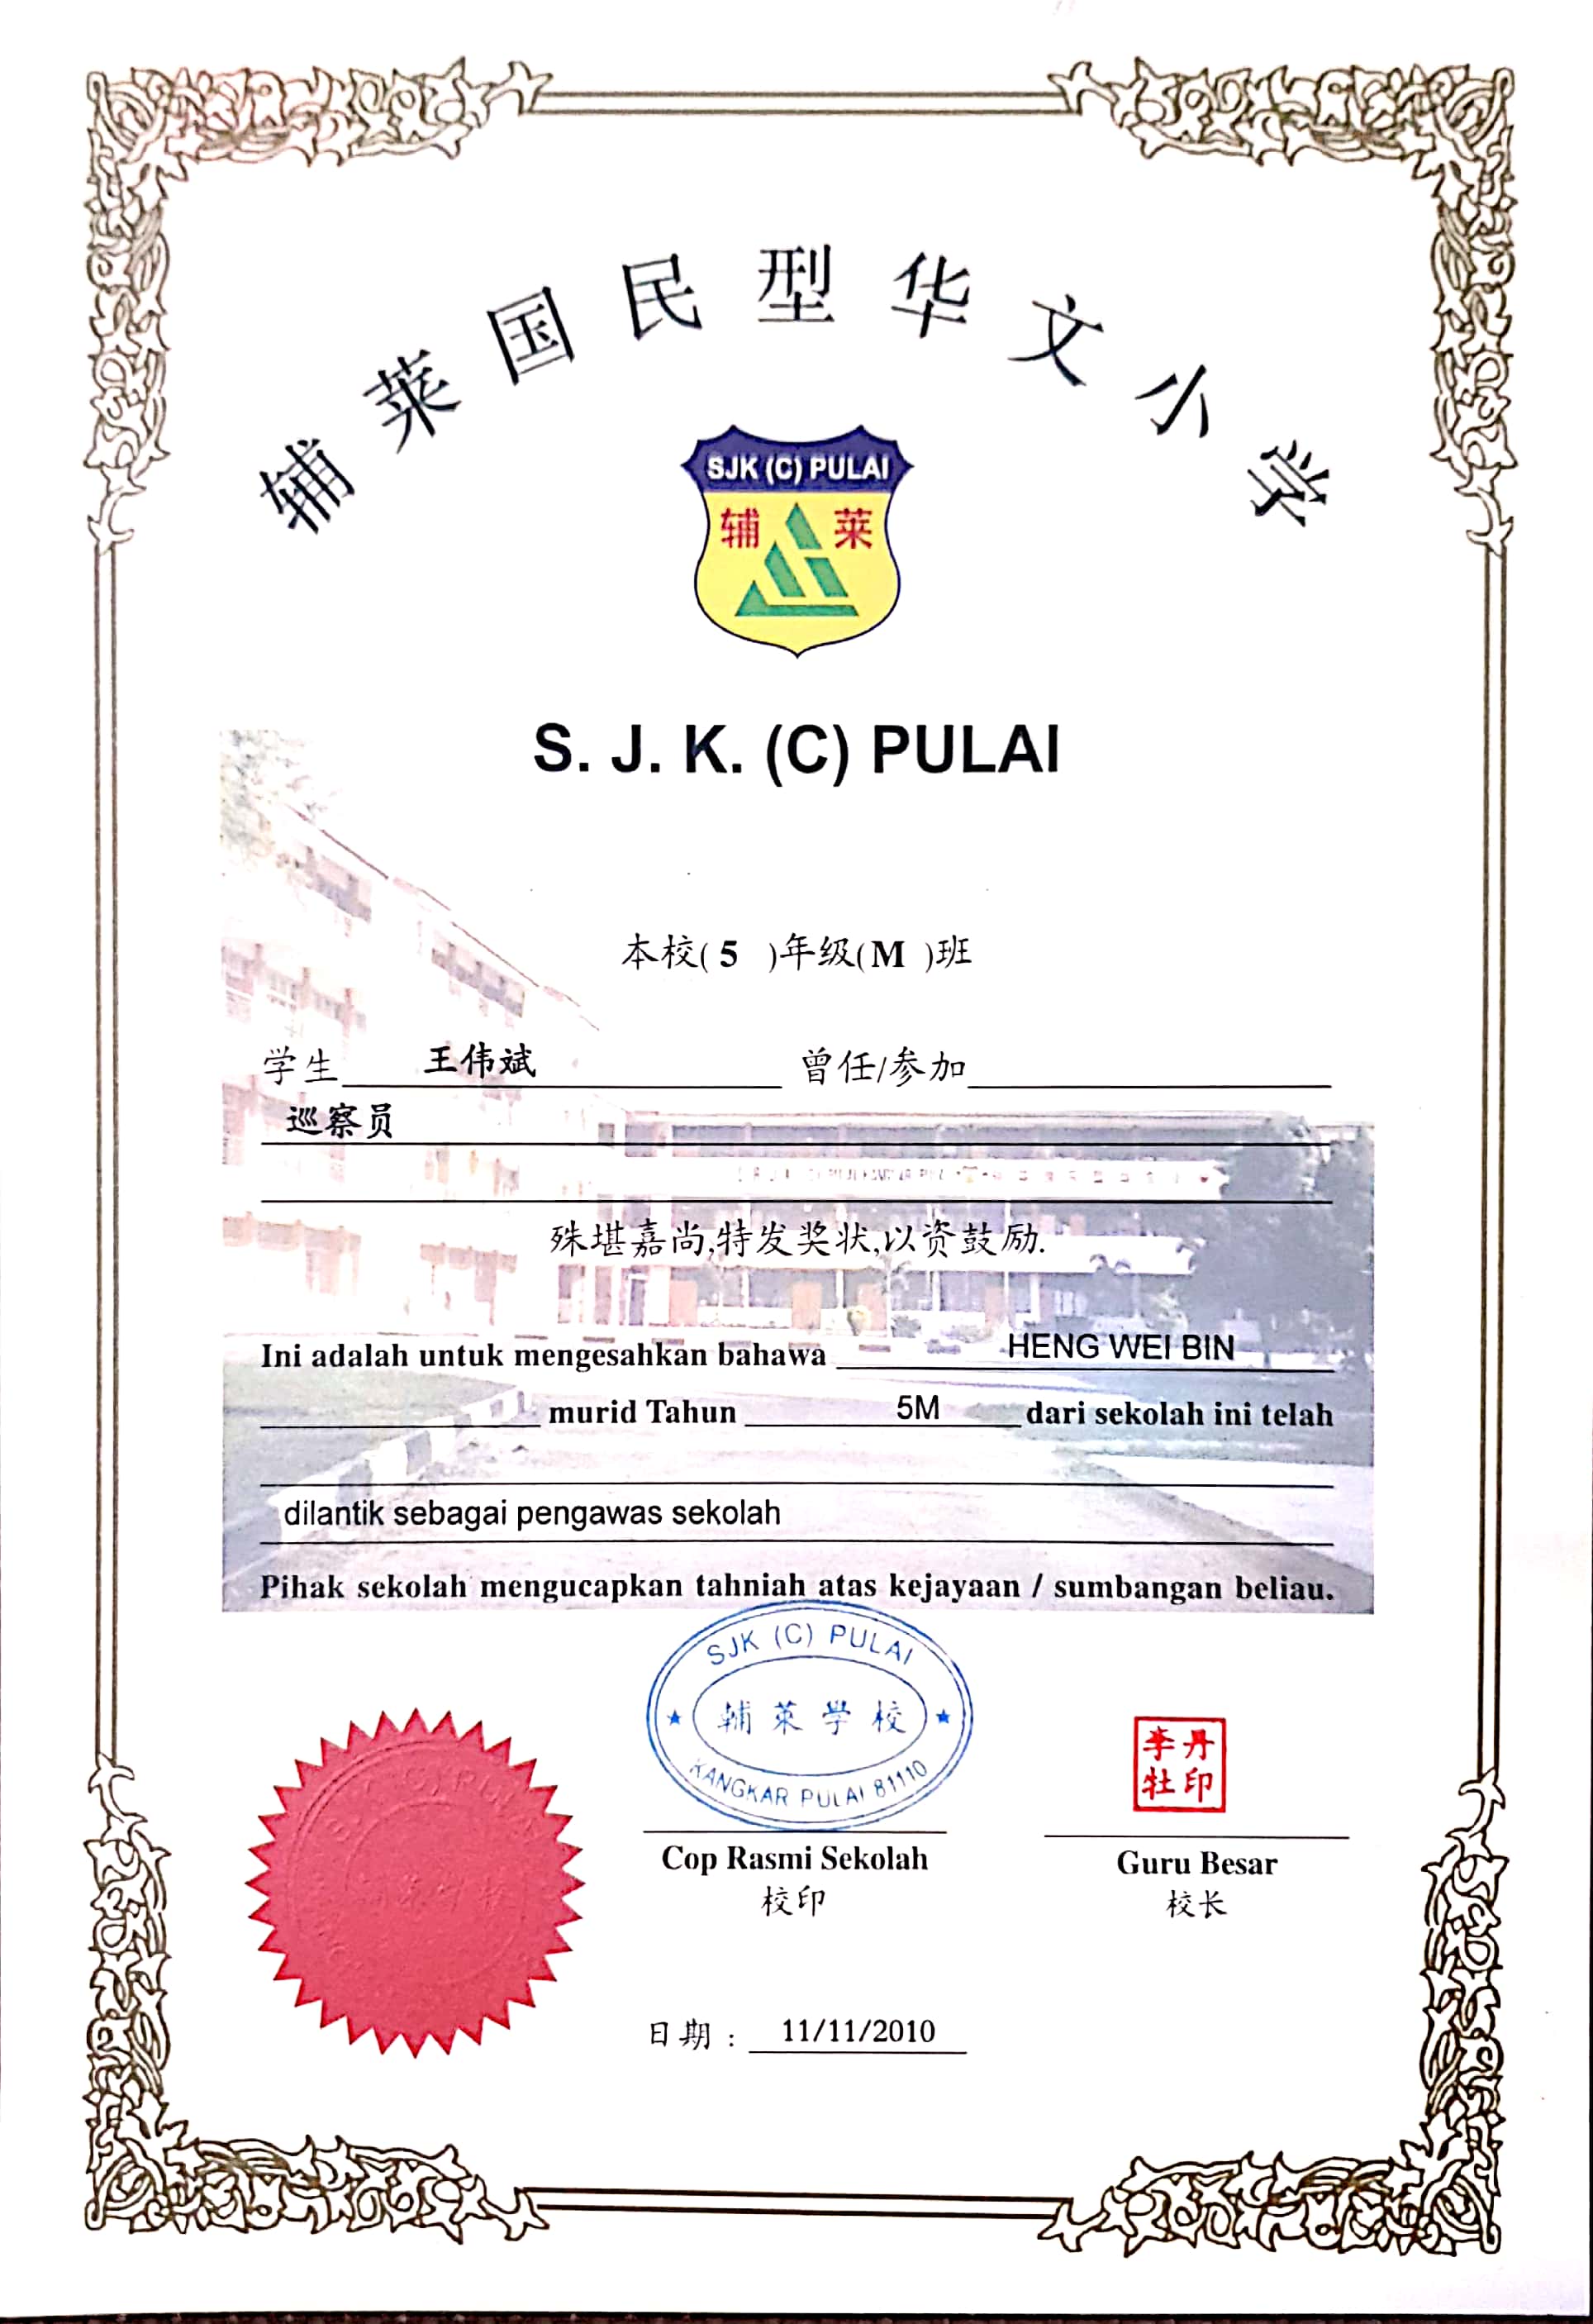 辅莱国民型华文小学
SJK (C) PULAI
辅 莱
S. J. K. (C) PULAI
本校( 5 )年级( M )班
学生 王伟斌 曾任/参加
巡察员
殊堪嘉尚,特发奖状,以资鼓励.
Ini adalah untuk mengesahkan bahawa HENG WEI BIN
murid Tahun 5M dari sekolah ini telah
dilantik sebagai pengawas sekolah
Pihak sekolah mengucapkan tahniah atas kejayaan / sumbangan beliau.
SJK (C) PULAI
輔萊學校
KANGKAR PULAI 81110
李丹
牡印
Cop Rasmi Sekolah
校印
Guru Besar
校长
日期 : 11/11/2010